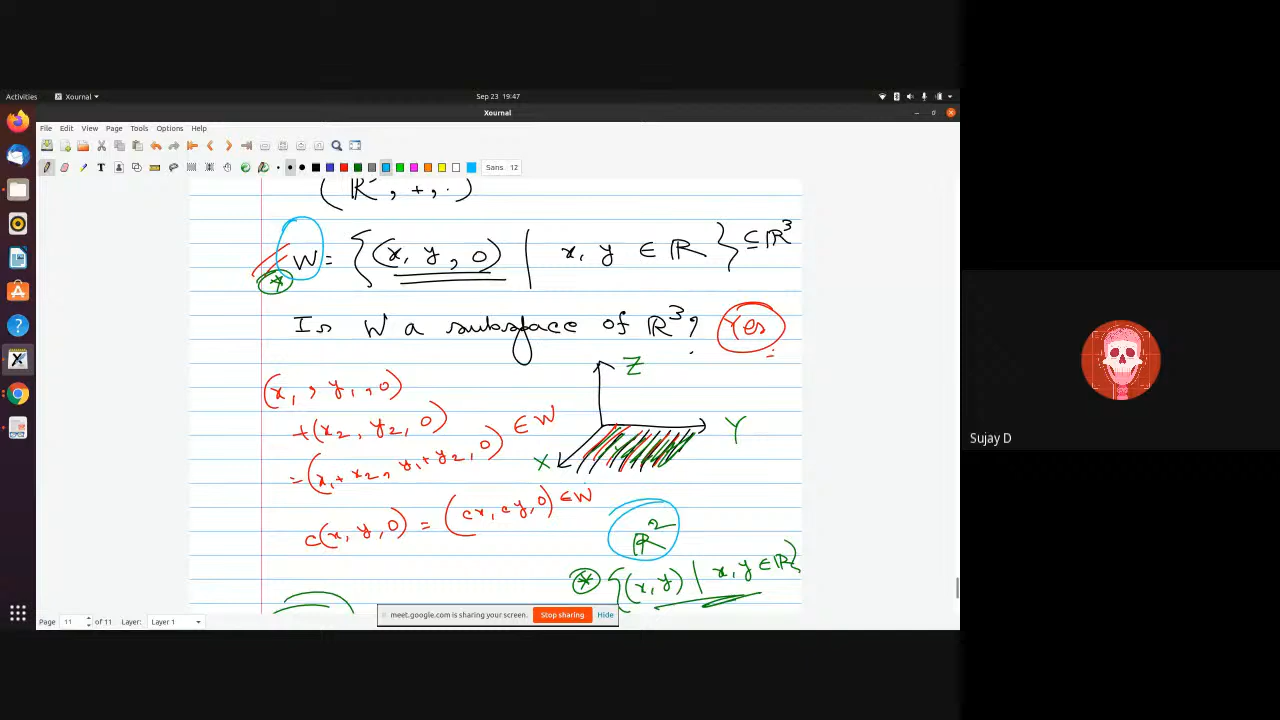 Activities Xournal Sep 23 19:47
Xournal
File Edit View Page Tools Options Help
Sans 12
(ℝ , +, .)
W = {(x, y, 0) | x, y ∈ ℝ} ⊆ ℝ³
*
Is W a subspace of ℝ³? Yes
Z
(x₁, y₁, 0)
+(x₂, y₂, 0)
Y
=(x₁+x₂, y₁+y₂, 0) ∈ W
X
c(x, y, 0) = (cx, cy, 0) ∈ W
ℝ²
* {(x, y) | x, y ∈ ℝ}
meet.google.com is sharing your screen. Stop sharing Hide
Page 11 of 11 Layer: Layer 1
Sujay D